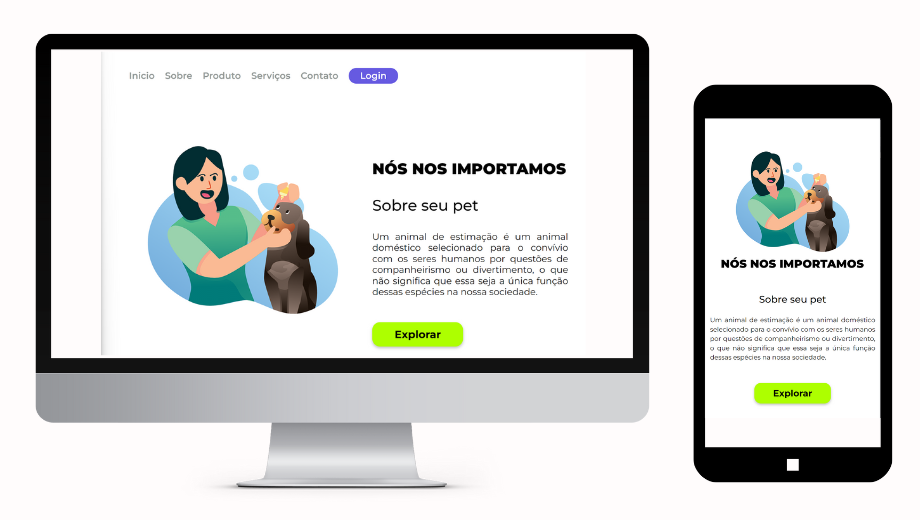 Inicio Sobre Produto Serviços Contato Login
NÓS NOS IMPORTAMOS
Sobre seu pet
Um animal de estimação é um animal
doméstico selecionado para o convívio
com os seres humanos por questões de
companheirismo ou divertimento, o que
não significa que essa seja a única função
dessas espécies na nossa sociedade.
Explorar
NÓS NOS IMPORTAMOS
Sobre seu pet
Um animal de estimação é um animal doméstico
selecionado para o convívio com os seres humanos
por questões de companheirismo ou divertimento,
o que não significa que essa seja a única função
dessas espécies na nossa sociedade.
Explorar